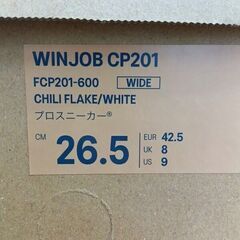 WINJOB CP201
FCP201-600 WIDE
CHILI FLAKE/WHITE
プロスニーカー®
CM 26.5
EUR 42.5
UK 8
US 9